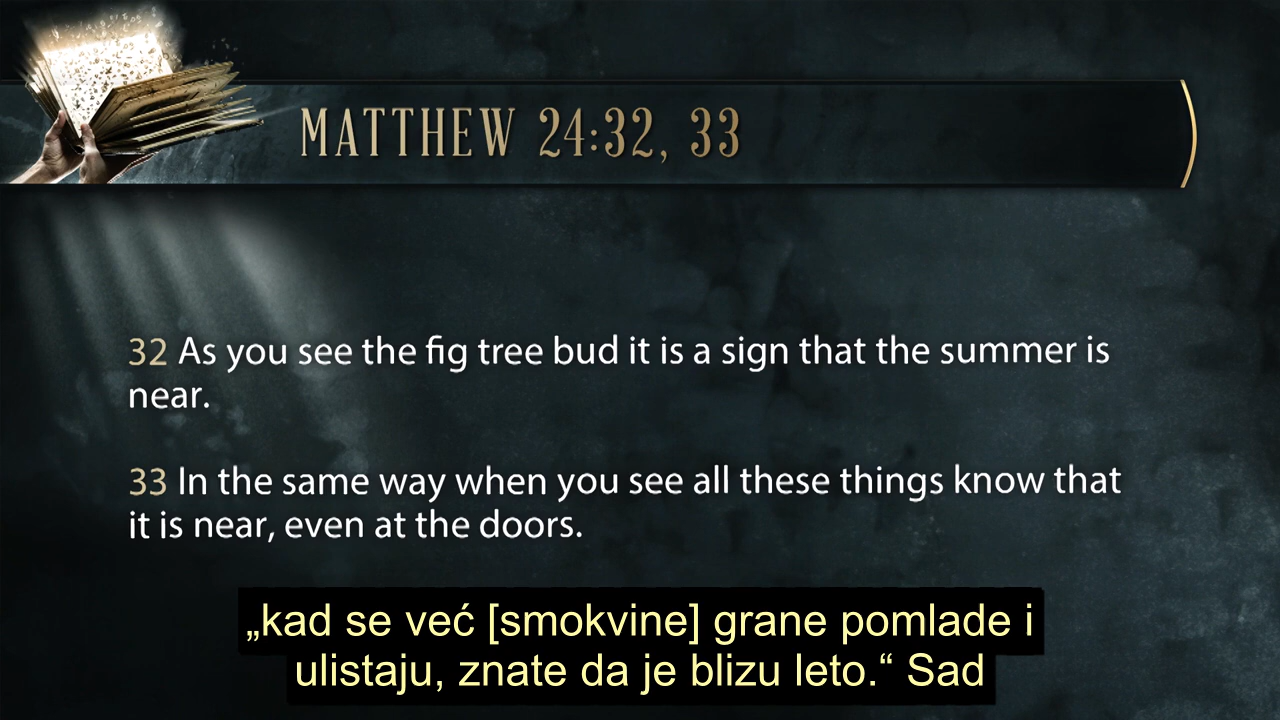 MATTHEW 24:32, 33
32 As you see the fig tree bud it is a sign that the summer is
near.
33 In the same way when you see all these things know that
it is near, even at the doors.
„kad se već [smokvine] grane pomlade i
ulistaju, znate da je blizu leto.“ Sad